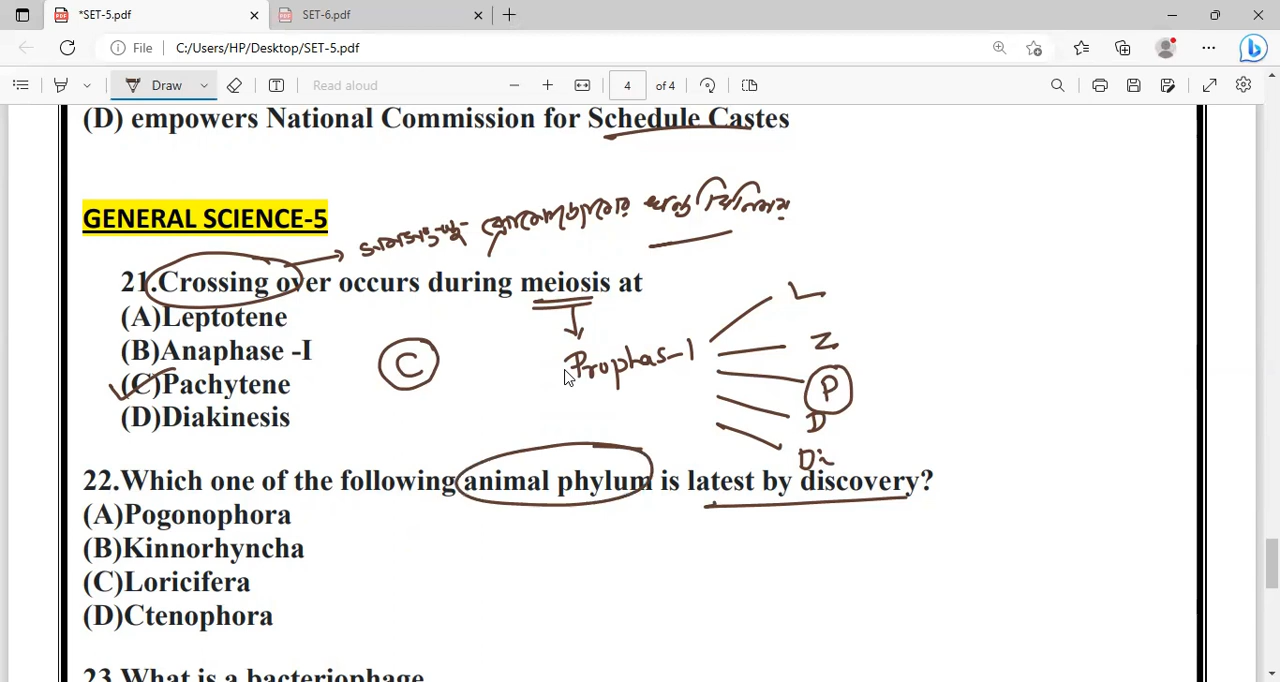 *SET-5.pdf
SET-6.pdf
File C:/Users/HP/Desktop/SET-5.pdf
Draw Read aloud 4 of 4
(D) empowers National Commission for Schedule Castes
GENERAL SCIENCE-5
21.Crossing over occurs during meiosis at
(A)Leptotene
L
(B)Anaphase -I
Z
C
Prophas-1
(C)Pachytene
P
(D)Diakinesis
D
Di
22.Which one of the following animal phylum is latest by discovery?
(A)Pogonophora
(B)Kinnorhyncha
(C)Loricifera
(D)Ctenophora
23.What is a bacteriophage